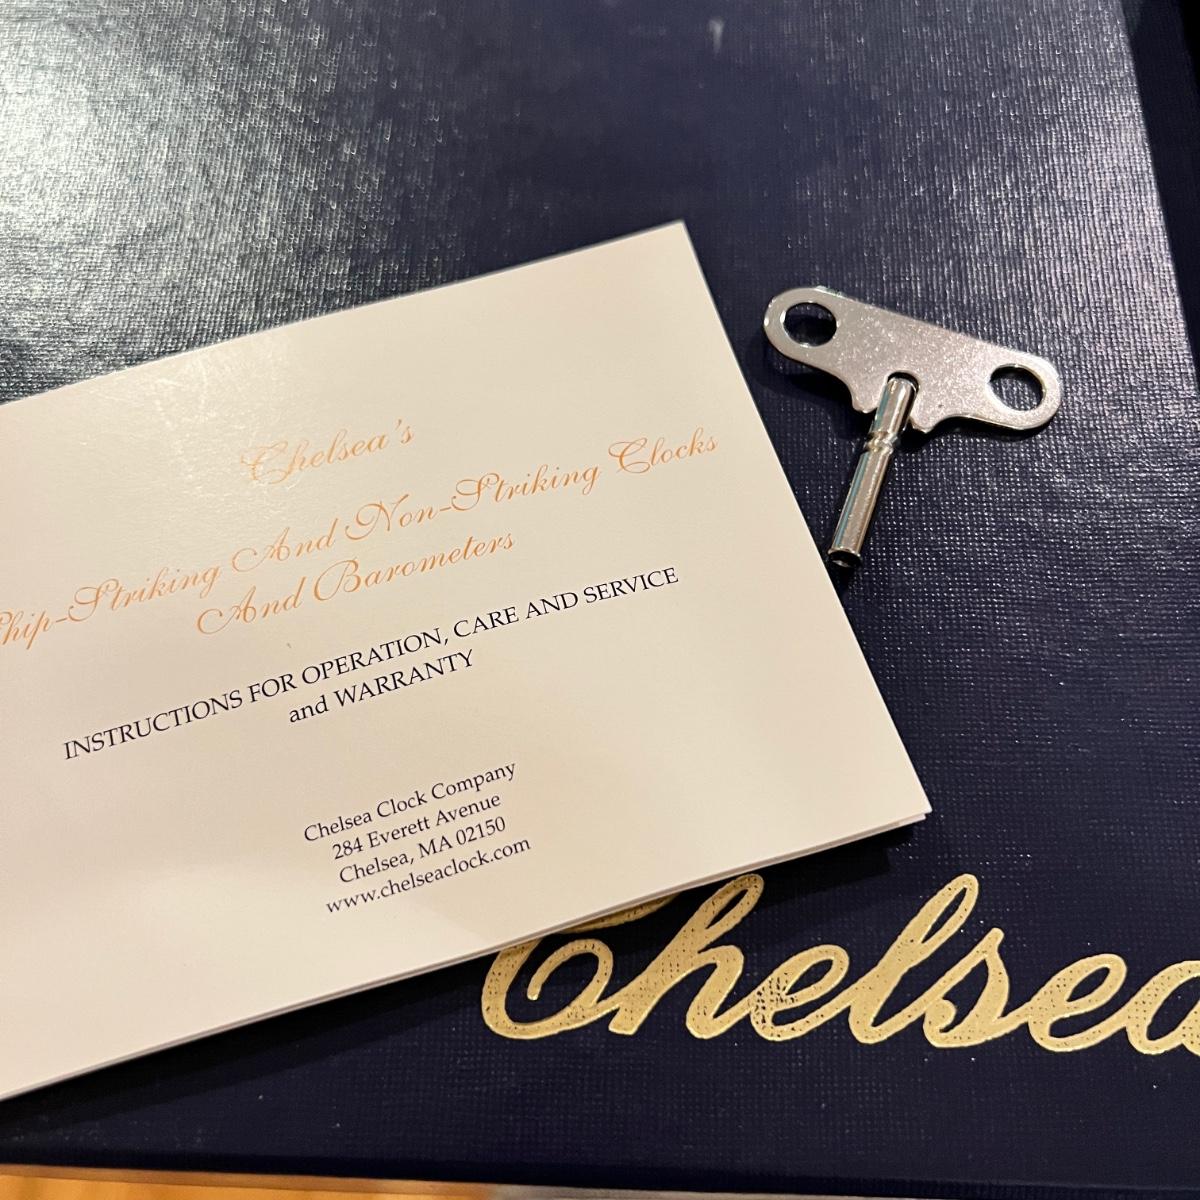 Chelsea's
Ship-Striking And Non-Striking Clocks
And Barometers
INSTRUCTIONS FOR OPERATION, CARE AND SERVICE
and WARRANTY
Chelsea Clock Company
284 Everett Avenue
Chelsea, MA 02150
www.chelseaclock.com
Chelsea